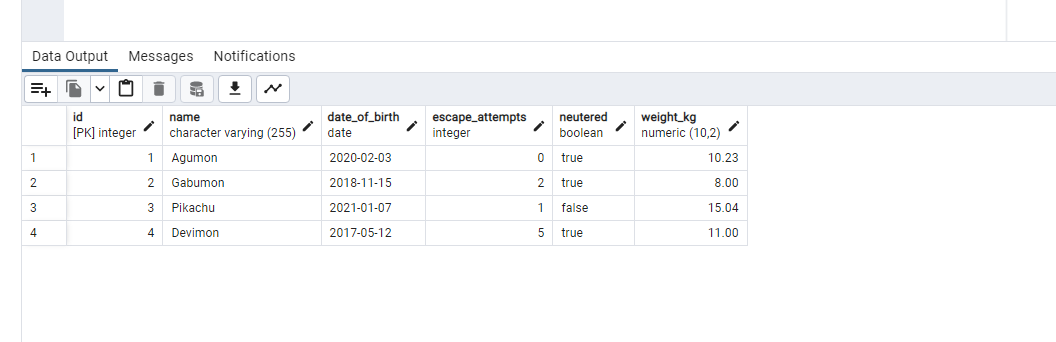 Data Output Messages Notifications
id name date_of_birth escape_attempts neutered weight_kg
[PK] integer character varying (255) date integer boolean numeric (10,2)
1 1 Agumon 2020-02-03 0 true 10.23
2 2 Gabumon 2018-11-15 2 true 8.00
3 3 Pikachu 2021-01-07 1 false 15.04
4 4 Devimon 2017-05-12 5 true 11.00